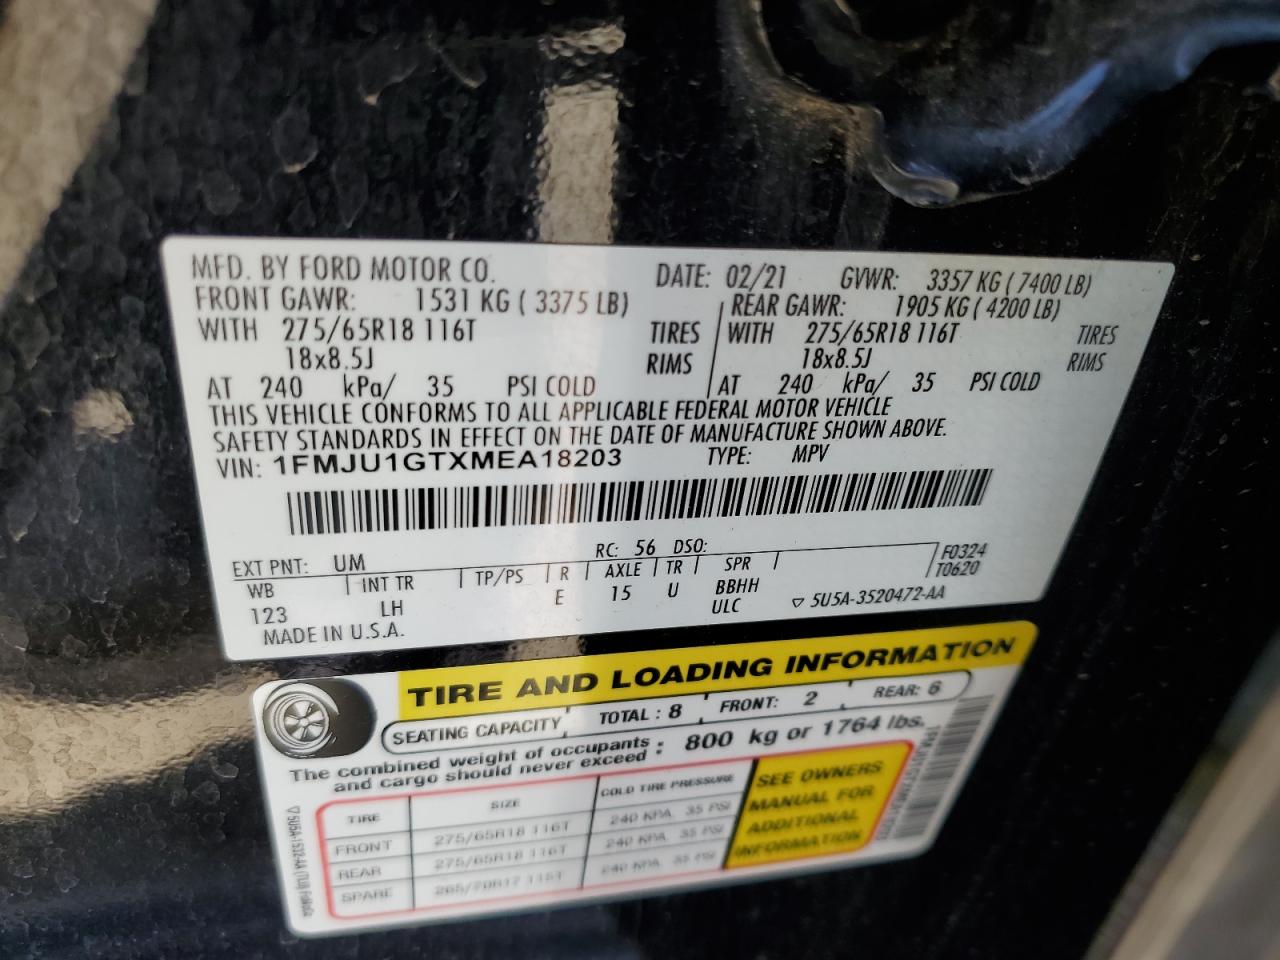 MFD. BY FORD MOTOR CO. DATE: 02/21 GVWR: 3357 KG ( 7400 LB)
FRONT GAWR: 1531 KG ( 3375 LB) REAR GAWR: 1905 KG ( 4200 LB)
WITH 275/65R18 116T TIRES WITH 275/65R18 116T TIRES
18x8.5J RIMS 18x8.5J RIMS
AT 240 kPa/ 35 PSI COLD AT 240 kPa/ 35 PSI COLD
THIS VEHICLE CONFORMS TO ALL APPLICABLE FEDERAL MOTOR VEHICLE
SAFETY STANDARDS IN EFFECT ON THE DATE OF MANUFACTURE SHOWN ABOVE.
VIN: 1FMJU1GTXMEA18203 TYPE: MPV
EXT PNT: UM RC: 56 DSO:
WB INT TR TP/PS R AXLE TR SPR F0324
T0620
123 LH E 15 U BBHH
ULC ▽ 5U5A-3520472-AA
MADE IN U.S.A.
TIRE AND LOADING INFORMATION
SEATING CAPACITY TOTAL : 8 FRONT: 2 REAR: 6
The combined weight of occupants and cargo should never exceed : 800 kg or 1764 lbs.
TIRE SIZE COLD TIRE PRESSURE
FRONT 275/65R18 116T 240 KPA, 35 PSI
REAR 275/65R18 116T 240 KPA, 35 PSI
SPARE 265/70R17 115T 240 KPA, 35 PSI
SEE OWNERS
MANUAL FOR
ADDITIONAL
INFORMATION